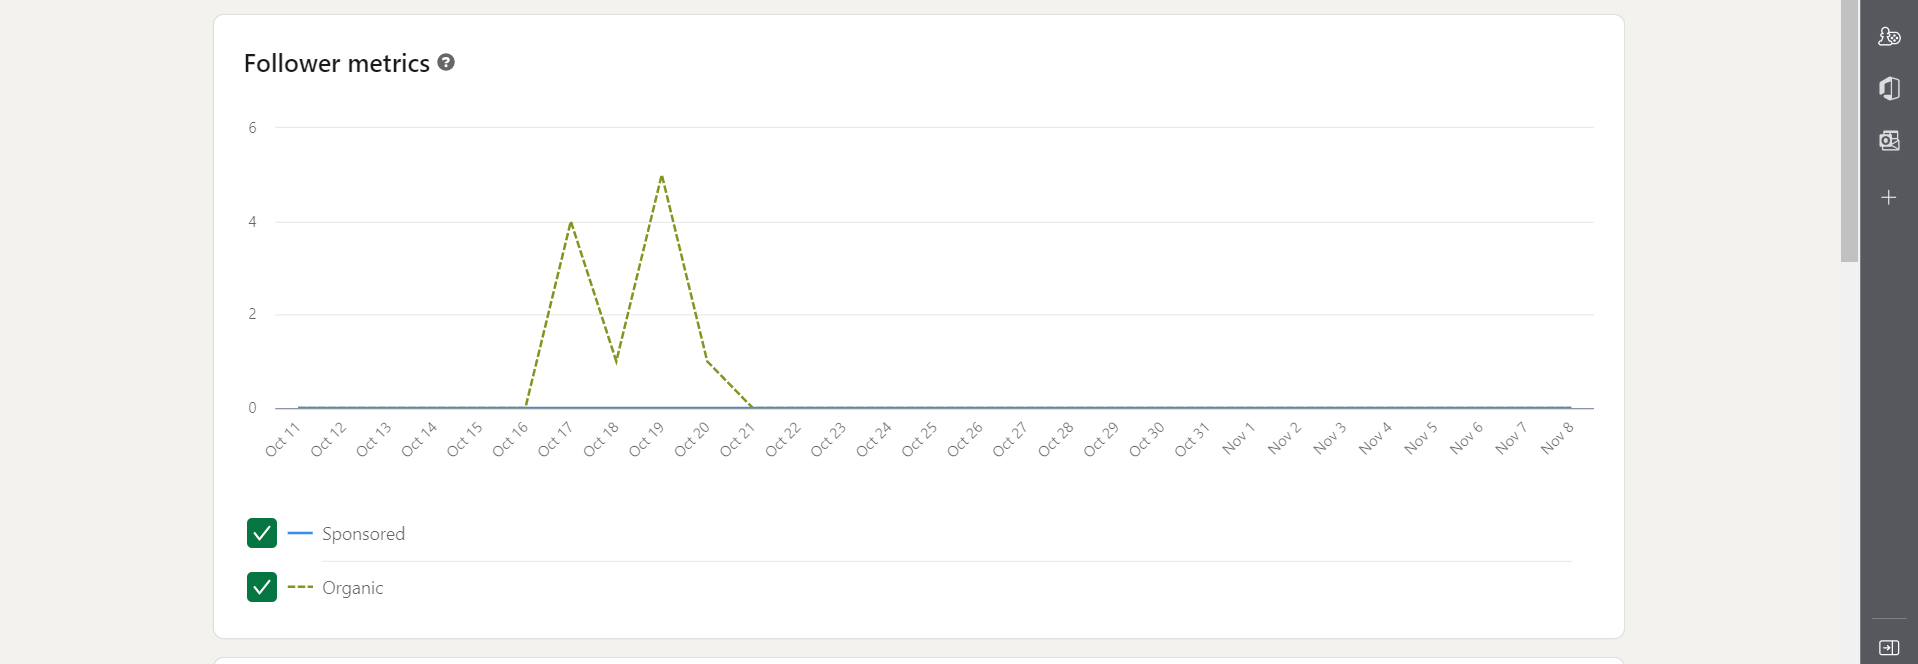 Follower metrics ?
6
4
2
0
Oct 11 Oct 12 Oct 13 Oct 14 Oct 15 Oct 16 Oct 17 Oct 18 Oct 19 Oct 20 Oct 21 Oct 22 Oct 23 Oct 24 Oct 25 Oct 26 Oct 27 Oct 28 Oct 29 Oct 30 Oct 31 Nov 1 Nov 2 Nov 3 Nov 4 Nov 5 Nov 6 Nov 7 Nov 8
Sponsored
Organic